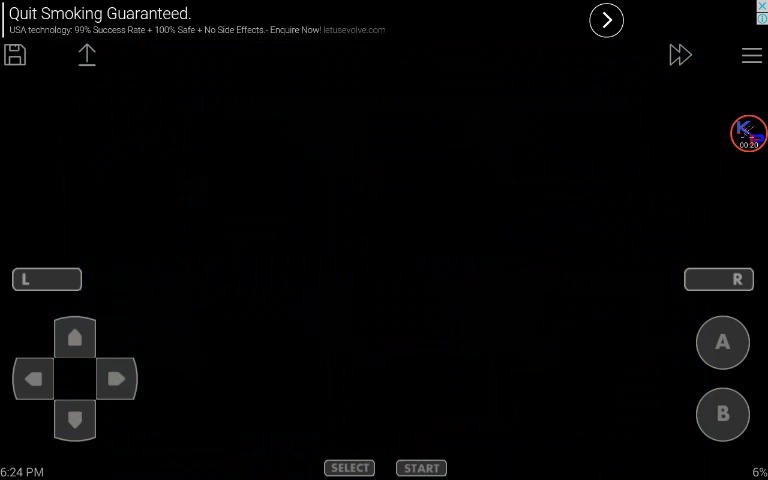 Quit Smoking Guaranteed.
USA technology: 99% Success Rate + 100% Safe + No Side Effects.- Enquire Now! letusevolve.com
00:20
L
R
A
B
SELECT
START
6:24 PM
6%